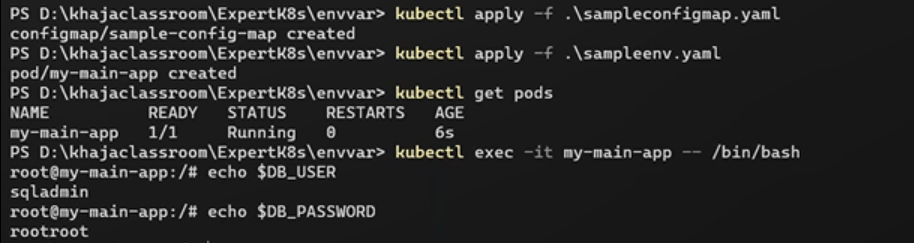 PS D:\khajaclassroom\ExpertK8s\envvar> kubectl apply -f .\sampleconfigmap.yaml
configmap/sample-config-map created
PS D:\khajaclassroom\ExpertK8s\envvar> kubectl apply -f .\sampleenv.yaml
pod/my-main-app created
PS D:\khajaclassroom\ExpertK8s\envvar> kubectl get pods
NAME          READY   STATUS    RESTARTS   AGE
my-main-app   1/1     Running   0          6s
PS D:\khajaclassroom\ExpertK8s\envvar> kubectl exec -it my-main-app -- /bin/bash
root@my-main-app:/# echo $DB_USER
sqladmin
root@my-main-app:/# echo $DB_PASSWORD
rootroot